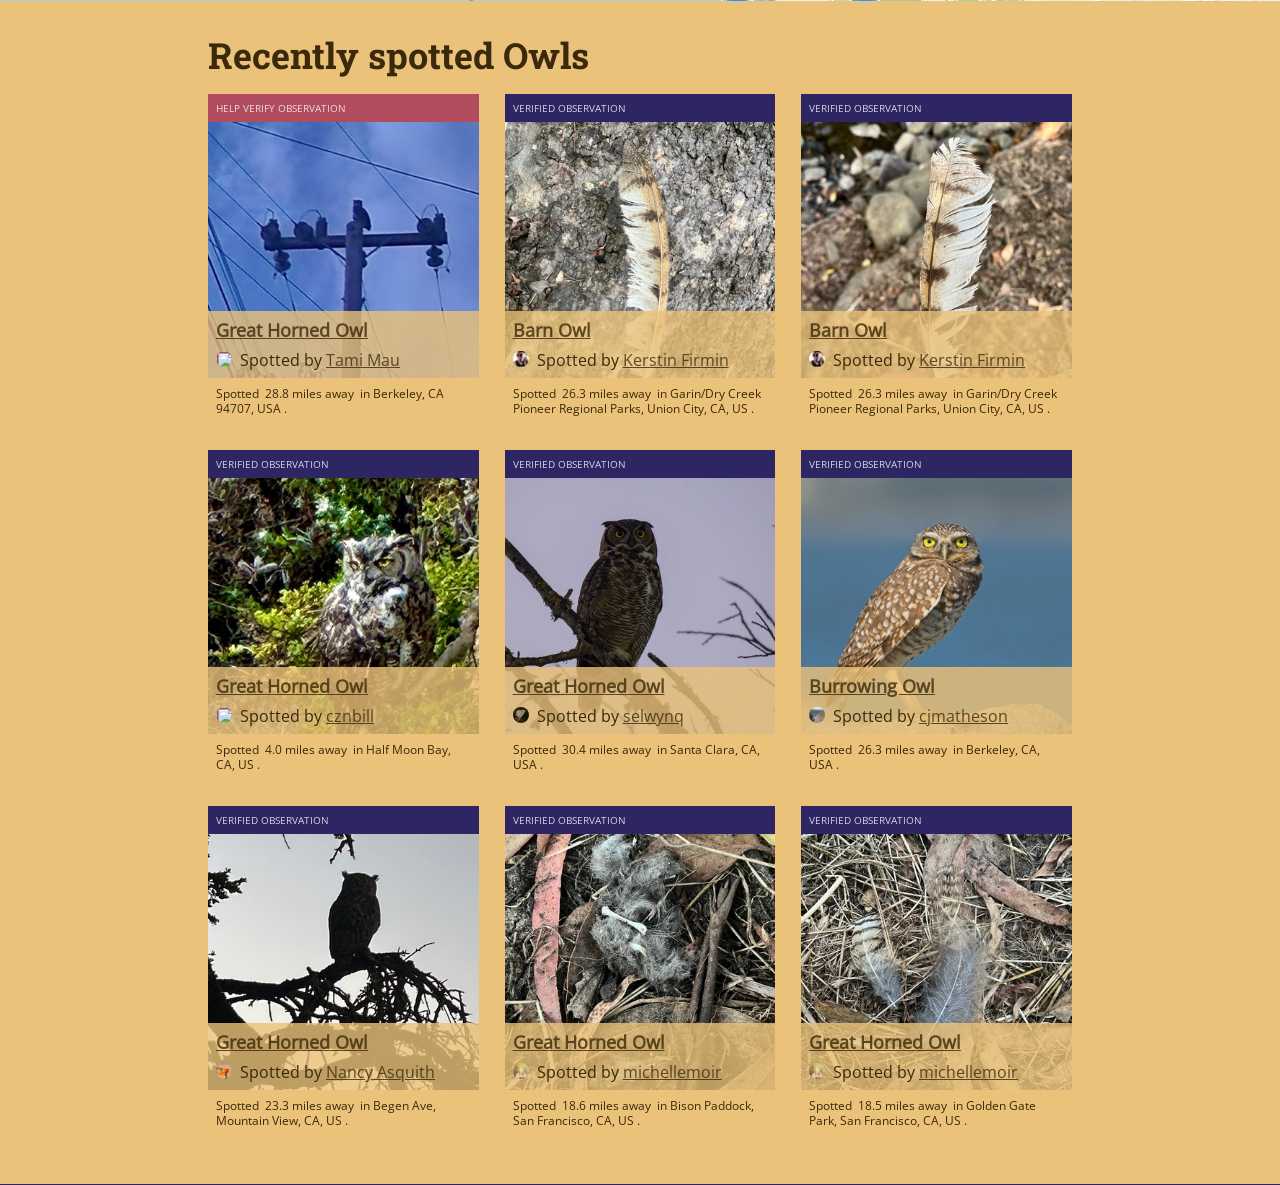 Recently spotted Owls
HELP VERIFY OBSERVATION
Great Horned Owl
Spotted by Tami Mau
Spotted 28.8 miles away in Berkeley, CA
94707, USA .
VERIFIED OBSERVATION
Barn Owl
Spotted by Kerstin Firmin
Spotted 26.3 miles away in Garin/Dry Creek
Pioneer Regional Parks, Union City, CA, US .
VERIFIED OBSERVATION
Barn Owl
Spotted by Kerstin Firmin
Spotted 26.3 miles away in Garin/Dry Creek
Pioneer Regional Parks, Union City, CA, US .
VERIFIED OBSERVATION
Great Horned Owl
Spotted by cznbill
Spotted 4.0 miles away in Half Moon Bay,
CA, US .
VERIFIED OBSERVATION
Great Horned Owl
Spotted by selwynq
Spotted 30.4 miles away in Santa Clara, CA,
USA .
VERIFIED OBSERVATION
Burrowing Owl
Spotted by cjmatheson
Spotted 26.3 miles away in Berkeley, CA,
USA .
VERIFIED OBSERVATION
Great Horned Owl
Spotted by Nancy Asquith
Spotted 23.3 miles away in Begen Ave,
Mountain View, CA, US .
VERIFIED OBSERVATION
Great Horned Owl
Spotted by michellemoir
Spotted 18.6 miles away in Bison Paddock,
San Francisco, CA, US .
VERIFIED OBSERVATION
Great Horned Owl
Spotted by michellemoir
Spotted 18.5 miles away in Golden Gate
Park, San Francisco, CA, US .